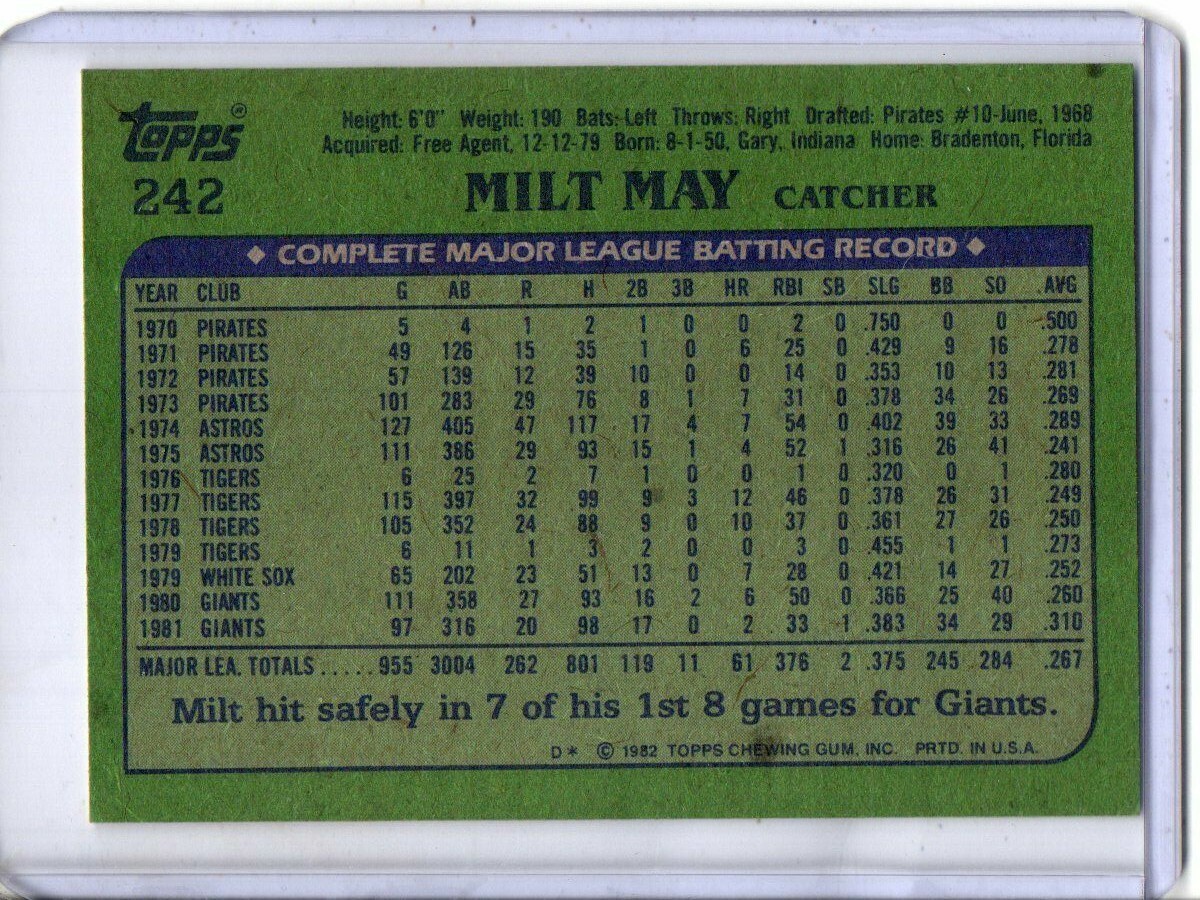 Topps ®
Height: 6'0" Weight: 190 Bats: Left Throws: Right Drafted: Pirates #10-June, 1968
Acquired: Free Agent, 12-12-79 Born: 8-1-50, Gary, Indiana Home: Bradenton, Florida
242
MILT MAY CATCHER
◆ COMPLETE MAJOR LEAGUE BATTING RECORD ◆
YEAR CLUB G AB R H 2B 3B HR RBI SB SLG BB SO AVG
1970 PIRATES 5 4 1 2 1 0 0 2 0 .750 0 0 .500
1971 PIRATES 49 126 15 35 1 0 6 25 0 .429 9 16 .278
1972 PIRATES 57 139 12 39 10 0 0 14 0 .353 10 13 .281
1973 PIRATES 101 283 29 76 8 1 7 31 0 .378 34 26 .269
1974 ASTROS 127 405 47 117 17 4 7 54 0 .402 39 33 .289
1975 ASTROS 111 386 29 93 15 1 4 52 1 .316 26 41 .241
1976 TIGERS 6 25 2 7 1 0 0 1 0 .320 0 1 .280
1977 TIGERS 115 397 32 99 9 3 12 46 0 .378 26 31 .249
1978 TIGERS 105 352 24 88 9 0 10 37 0 .361 27 26 .250
1979 TIGERS 6 11 1 3 2 0 0 3 0 .455 1 1 .273
1979 WHITE SOX 65 202 23 51 13 0 7 28 0 .421 14 27 .252
1980 GIANTS 111 358 27 93 16 2 6 50 0 .366 25 40 .260
1981 GIANTS 97 316 20 98 17 0 2 33 1 .383 34 29 .310
MAJOR LEA. TOTALS ..... 955 3004 262 801 119 11 61 376 2 .375 245 284 .267
Milt hit safely in 7 of his 1st 8 games for Giants.
D* © 1982 TOPPS CHEWING GUM, INC. PRTD. IN U.S.A.